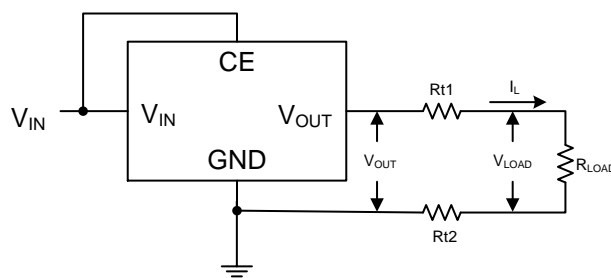 CE
Rt1
I_L
V_IN
V_IN
V_OUT
V_OUT
V_LOAD
R_LOAD
GND
Rt2